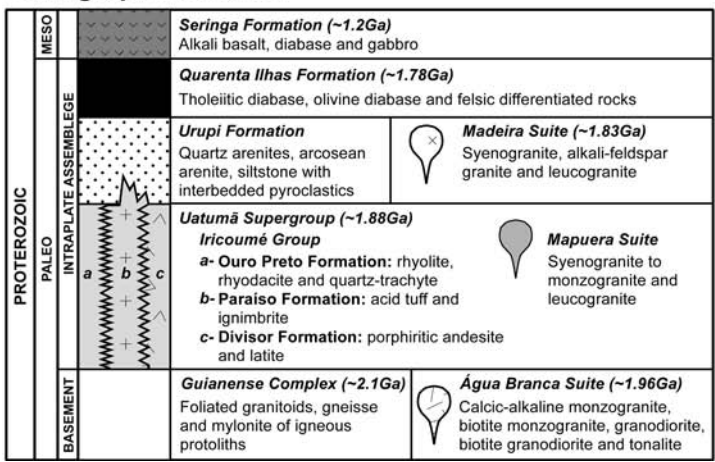 MESO
Seringa Formation (~1.2Ga)
Alkali basalt, diabase and gabbro
PROTEROZOIC
PALEO
INTRAPLATE ASSEMBLEGE
Quarenta Ilhas Formation (~1.78Ga)
Tholeiitic diabase, olivine diabase and felsic differentiated rocks
Urupi Formation
Quartz arenites, arcosean
arenite, siltstone with
interbedded pyroclastics
Madeira Suite (~1.83Ga)
Syenogranite, alkali-feldspar
granite and leucogranite
a b c
Uatumã Supergroup (~1.88Ga)
Iricoumé Group
a- Ouro Preto Formation: rhyolite,
rhyodacite and quartz-trachyte
b- Paraiso Formation: acid tuff and
ignimbrite
c- Divisor Formation: porphiritic andesite
and latite
Mapuera Suite
Syenogranite to
monzogranite and
leucogranite
BASEMENT
Guianense Complex (~2.1Ga)
Foliated granitoids, gneisse
and mylonite of igneous
protoliths
Água Branca Suite (~1.96Ga)
Calcic-alkaline monzogranite,
biotite monzogranite, granodiorite,
biotite granodiorite and tonalite